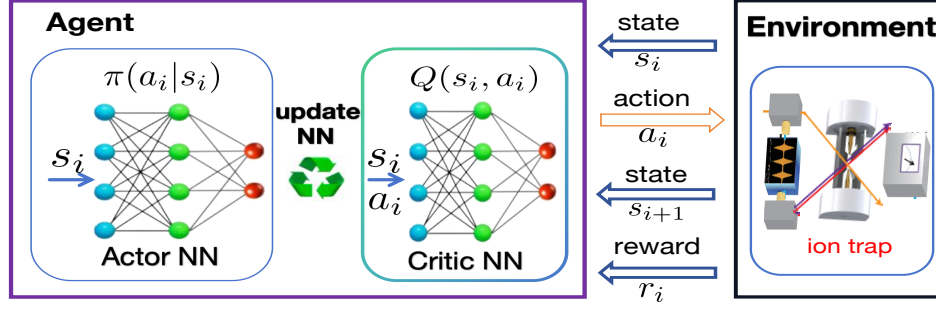 Agent
π(a_i|s_i)
s_i
Actor NN
update
NN
Q(s_i, a_i)
s_i
a_i
Critic NN
state
s_i
action
a_i
state
s_{i+1}
reward
r_i
Environment
ion trap